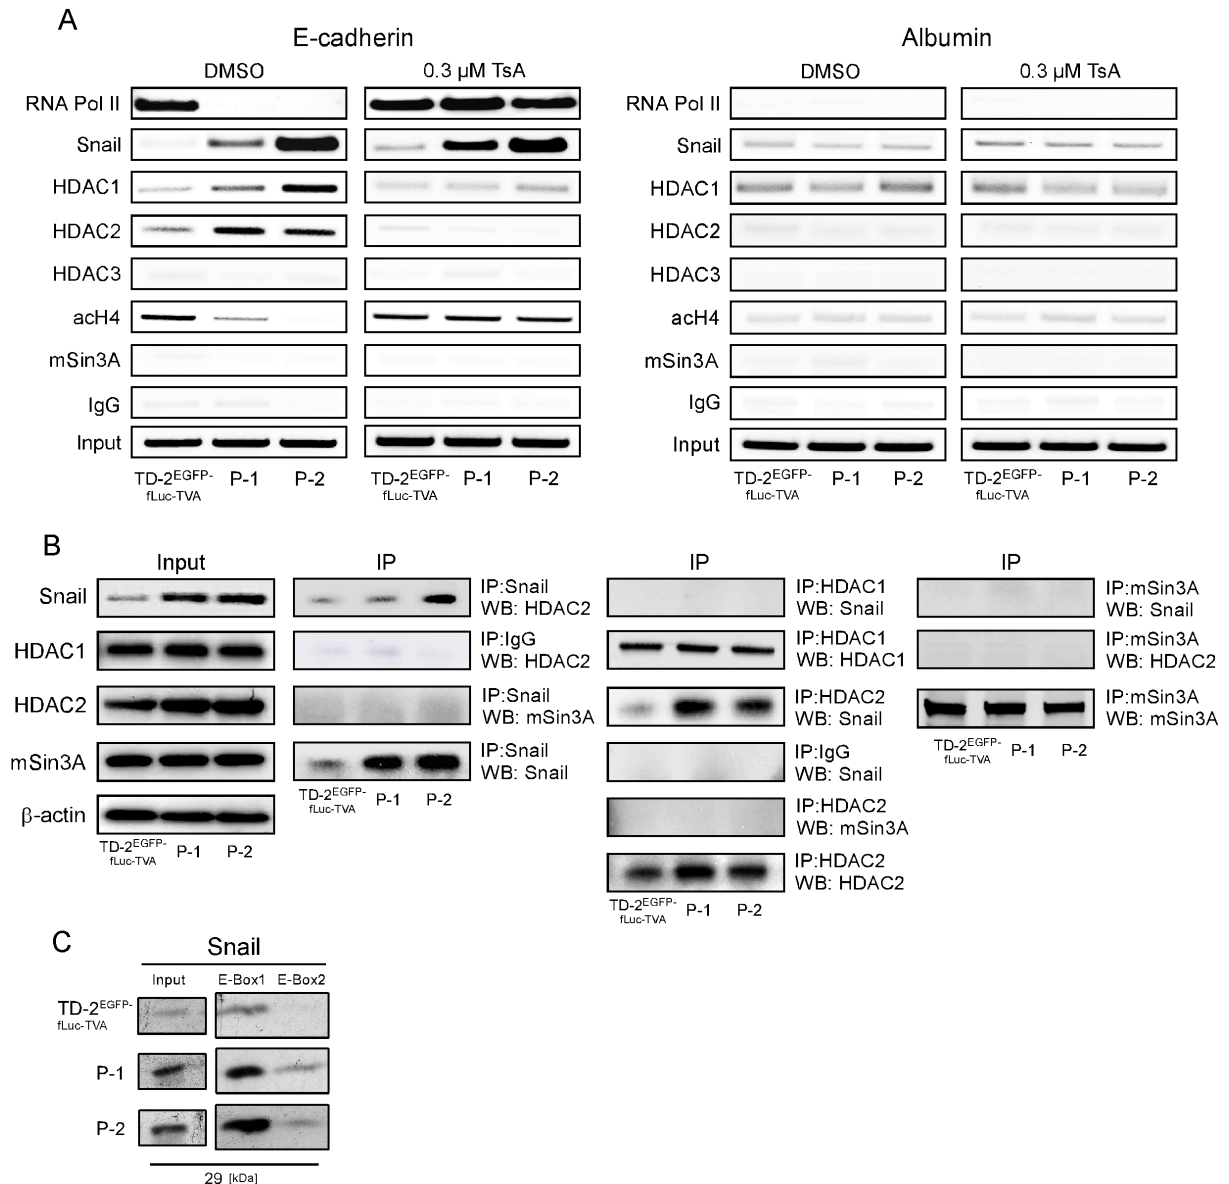 A
E-cadherin
Albumin
DMSO
0.3 µM TsA
DMSO
0.3 µM TsA
RNA Pol II
Snail
HDAC1
HDAC2
HDAC3
acH4
mSin3A
IgG
Input
RNA Pol II
Snail
HDAC1
HDAC2
HDAC3
acH4
mSin3A
IgG
Input
TD-2EGFP-
fLuc-TVA
P-1
P-2
TD-2EGFP-
fLuc-TVA
P-1
P-2
TD-2EGFP-
fLuc-TVA
P-1
P-2
TD-2EGFP-
fLuc-TVA
P-1
P-2
B
Input
Snail
HDAC1
HDAC2
mSin3A
β-actin
TD-2EGFP-
fLuc-TVA
P-1
P-2
IP
IP:Snail
WB: HDAC2
IP:IgG
WB: HDAC2
IP:Snail
WB: mSin3A
IP:Snail
WB: Snail
TD-2EGFP-
fLuc-TVA
P-1
P-2
IP
IP:HDAC1
WB: Snail
IP:HDAC1
WB: HDAC1
IP:HDAC2
WB: Snail
IP:IgG
WB: Snail
IP:HDAC2
WB: mSin3A
IP:HDAC2
WB: HDAC2
TD-2EGFP-
fLuc-TVA
P-1
P-2
IP
IP:mSin3A
WB: Snail
IP:mSin3A
WB: HDAC2
IP:mSin3A
WB: mSin3A
TD-2EGFP-
fLuc-TVA
P-1
P-2
C
Snail
Input
E-Box1
E-Box2
TD-2EGFP-
fLuc-TVA
P-1
P-2
29 [kDa]